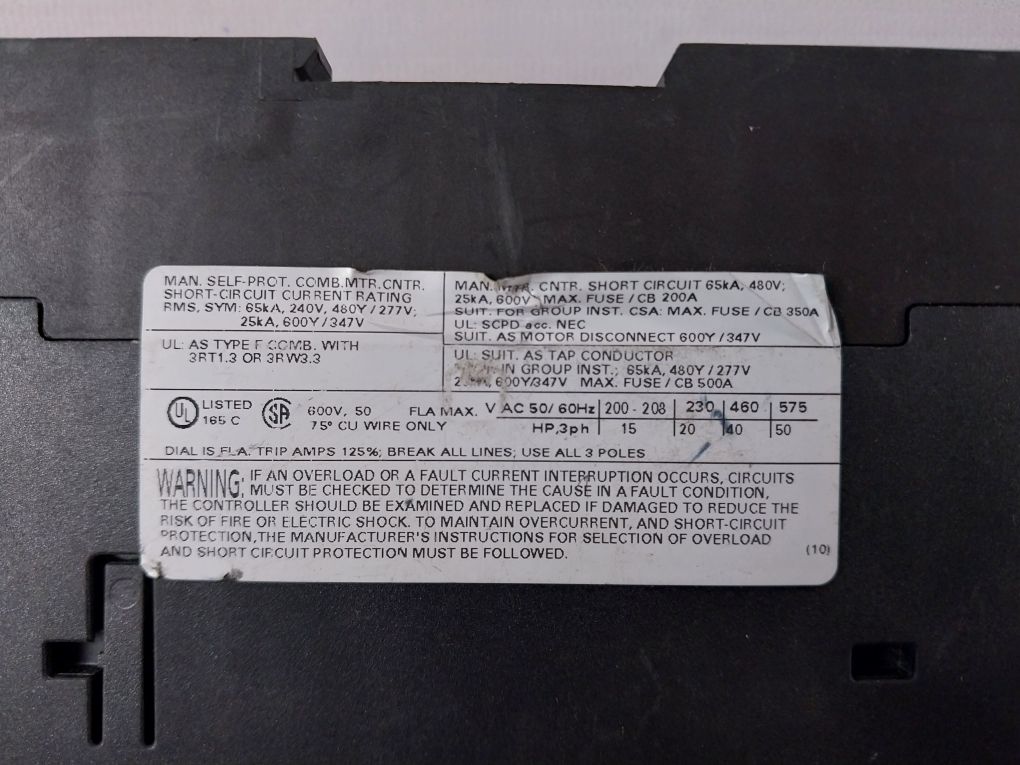 MAN. SELF-PROT. COMB.MTR.CNTR.
SHORT-CIRCUIT CURRENT RATING
RMS, SYM: 65kA, 240V, 480Y / 277V;
25kA, 600Y / 347V
UL: AS TYPE F COMB. WITH
3RT1.3 OR 3RW3.3
MAN. MTR. CNTR. SHORT CIRCUIT 65kA, 480V;
25kA, 600V MAX. FUSE / CB 200A
SUIT. FOR GROUP INST. CSA: MAX. FUSE / CB 350A
UL: SCPD acc. NEC
SUIT. AS MOTOR DISCONNECT 600Y / 347V
UL: SUIT. AS TAP CONDUCTOR
IN GROUP INST.; 65kA, 480Y / 277V
600Y/347V MAX. FUSE / CB 500A
UL LISTED 165 C SA 600V, 50 FLA MAX.
75° CU WIRE ONLY
V AC 50/ 60Hz 200 - 208 230 460 575
HP,3ph 15 20 40 50
DIAL IS FLA. TRIP AMPS 125%; BREAK ALL LINES; USE ALL 3 POLES
WARNING: IF AN OVERLOAD OR A FAULT CURRENT INTERRUPTION OCCURS, CIRCUITS
MUST BE CHECKED TO DETERMINE THE CAUSE IN A FAULT CONDITION,
THE CONTROLLER SHOULD BE EXAMINED AND REPLACED IF DAMAGED TO REDUCE THE
RISK OF FIRE OR ELECTRIC SHOCK. TO MAINTAIN OVERCURRENT, AND SHORT-CIRCUIT
PROTECTION,THE MANUFACTURER'S INSTRUCTIONS FOR SELECTION OF OVERLOAD
AND SHORT CIRCUIT PROTECTION MUST BE FOLLOWED.
(10)